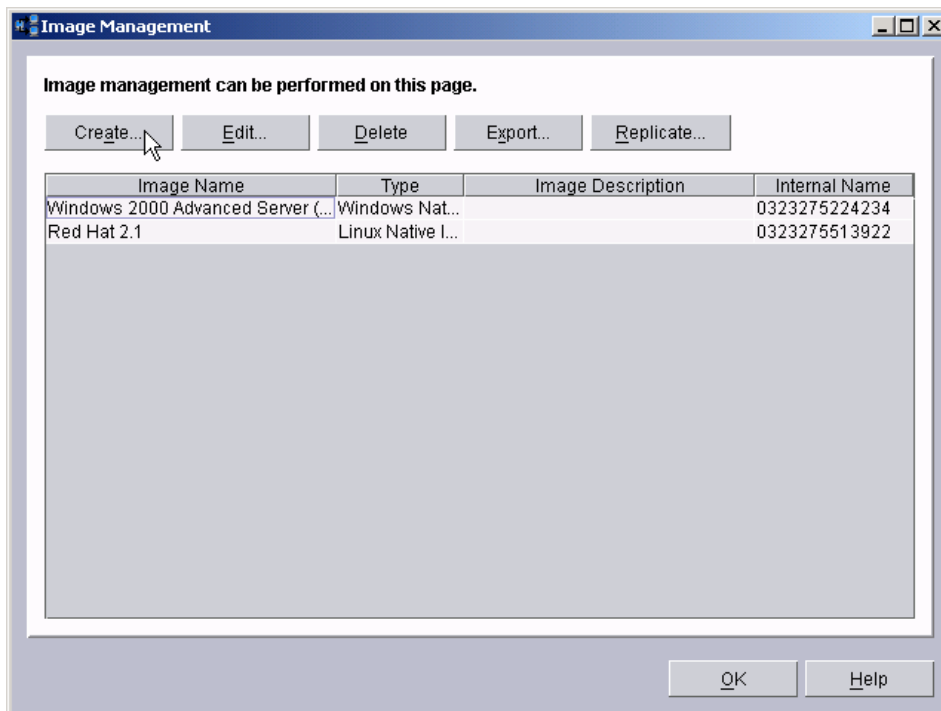 Image Management
Image management can be performed on this page.
Create... Edit... Delete Export... Replicate...
Image Name Type Image Description Internal Name
Windows 2000 Advanced Server (... Windows Nat... 0323275224234
Red Hat 2.1 Linux Native I... 0323275513922
OK Help